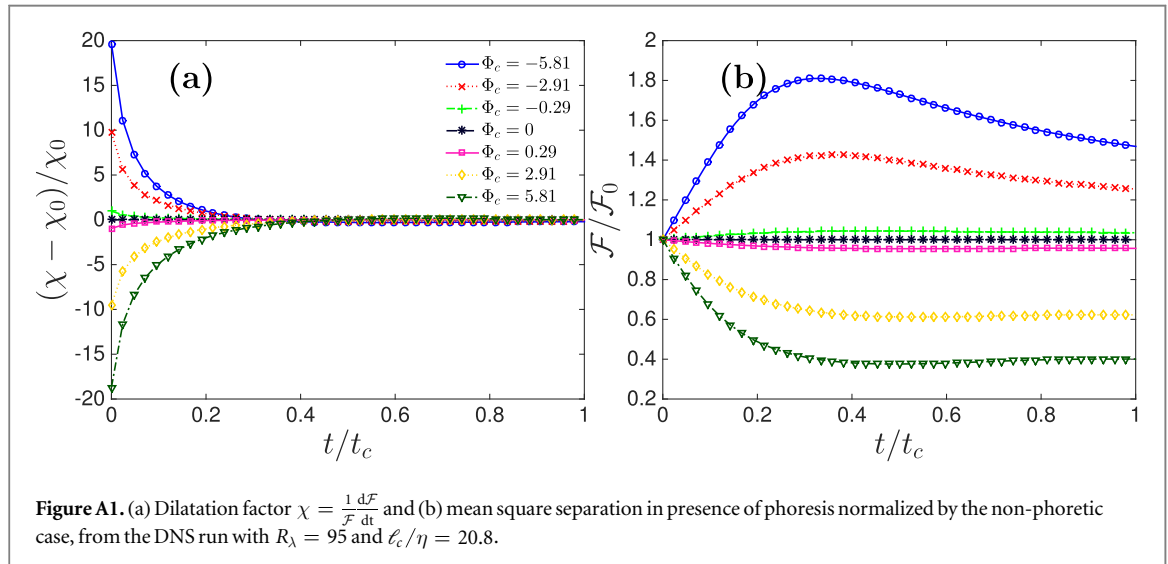 20
15
10
5
0
-5
-10
-15
-20
(a)
Φc = −5.81
Φc = −2.91
Φc = −0.29
Φc = 0
Φc = 0.29
Φc = 2.91
Φc = 5.81
(χ − χ0)/χ0
0 0.2 0.4 0.6 0.8 1
t/tc
2
1.8
1.6
1.4
1.2
1
0.8
0.6
0.4
0.2
(b)
ℱ/ℱ0
0 0.2 0.4 0.6 0.8 1
t/tc
Figure A1. (a) Dilatation factor χ = 1/ℱ dℱ/dt and (b) mean square separation in presence of phoresis normalized by the non-phoretic
case, from the DNS run with Rλ = 95 and ℓc/η = 20.8.